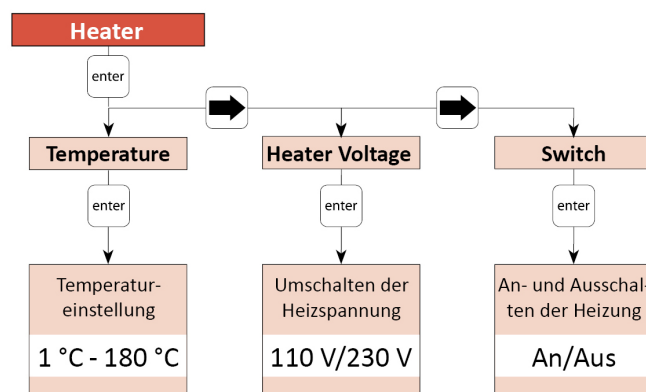 Heater
enter
Temperature
Heater Voltage
Switch
enter
enter
enter
Temperatur-
einstellung
1 °C - 180 °C
Umschalten der
Heizspannung
110 V/230 V
An- und Ausschal-
ten der Heizung
An/Aus